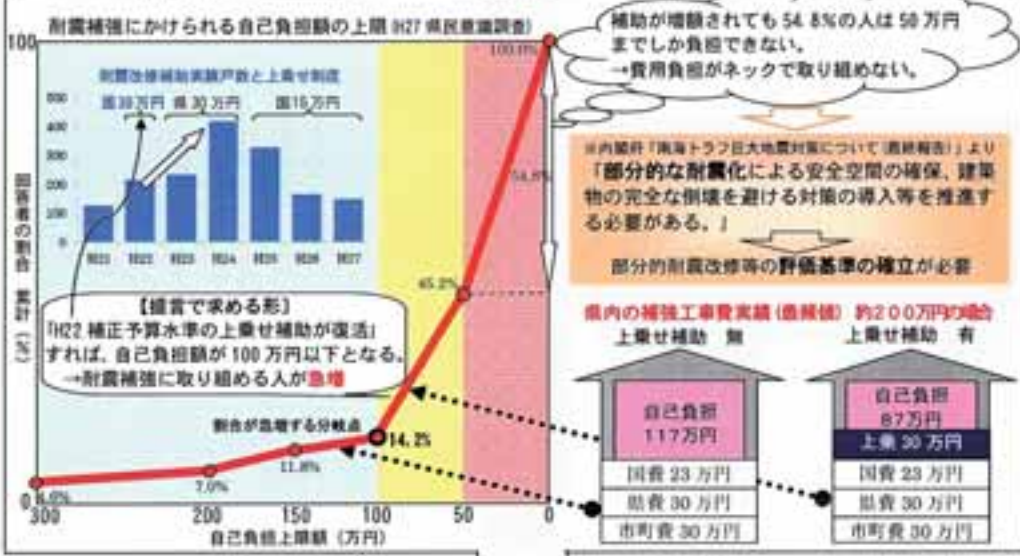 耐震補強にかけられる自己負担額の上限(H27 県民意識調査)
100
耐震改修補助実績戸数と上乗せ制度
国30万円 県30万円 国15万円
400
300
200
100
0
H21 H22 H23 H24 H25 H26 H27
回答者の割合 累計(%)
【提言で求める形】
「H22 補正予算水準の上乗せ補助が復活」
すれば、自己負担額が100万円以下となる。
→耐震補強に取り組める人が急増
割合が急増する分岐点
100.0%
54.8%
45.2%
14.2%
11.8%
7.0%
0
300 200 150 100 50 0
自己負担上限額(万円)
補助が増額されても54.8%の人は50万円
までしか負担できない。
→費用負担がネックで取り組めない。
※内閣府「南海トラフ巨大地震対策について(最終報告)」より
「部分的な耐震化による安全空間の確保、建築
物の完全な倒壊を避ける対策の導入等を推進す
る必要がある。」
部分的耐震改修等の評価基準の確立が必要
県内の補強工事費実績(最頻値) 約200万円の場合
上乗せ補助 無
自己負担
117万円
国費23万円
県費30万円
市町費30万円
上乗せ補助 有
自己負担
87万円
上乗30万円
国費23万円
県費30万円
市町費30万円